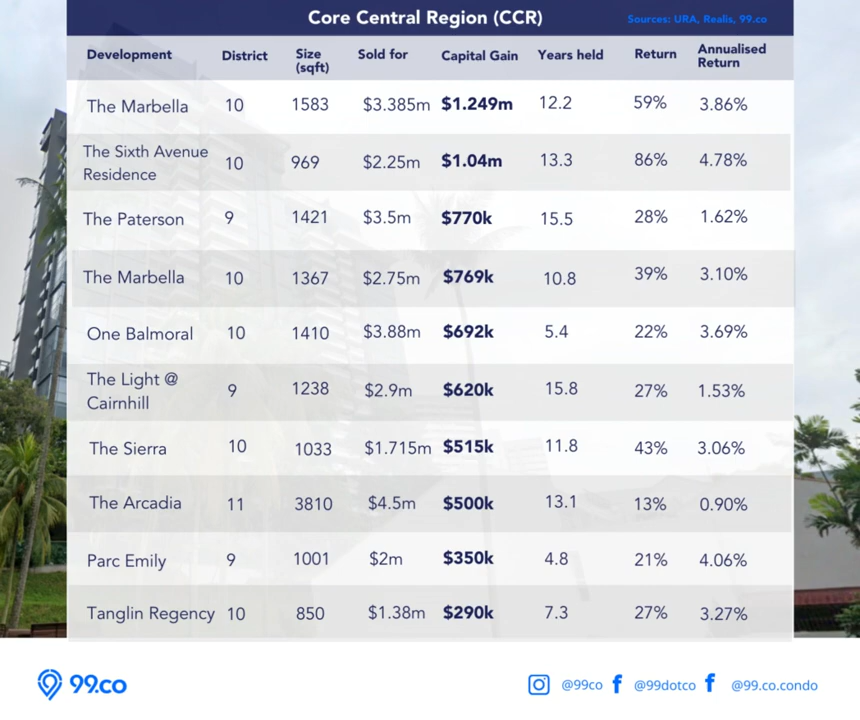 Core Central Region (CCR)
Sources: URA, Realis, 99.co
Development District Size (sqft) Sold for Capital Gain Years held Return Annualised Return
The Marbella 10 1583 $3.385m $1.249m 12.2 59% 3.86%
The Sixth Avenue Residence 10 969 $2.25m $1.04m 13.3 86% 4.78%
The Paterson 9 1421 $3.5m $770k 15.5 28% 1.62%
The Marbella 10 1367 $2.75m $769k 10.8 39% 3.10%
One Balmoral 10 1410 $3.88m $692k 5.4 22% 3.69%
The Light @ Cairnhill 9 1238 $2.9m $620k 15.8 27% 1.53%
The Sierra 10 1033 $1.715m $515k 11.8 43% 3.06%
The Arcadia 11 3810 $4.5m $500k 13.1 13% 0.90%
Parc Emily 9 1001 $2m $350k 4.8 21% 4.06%
Tanglin Regency 10 850 $1.38m $290k 7.3 27% 3.27%
99.co
@99co @99dotco @99.co.condo